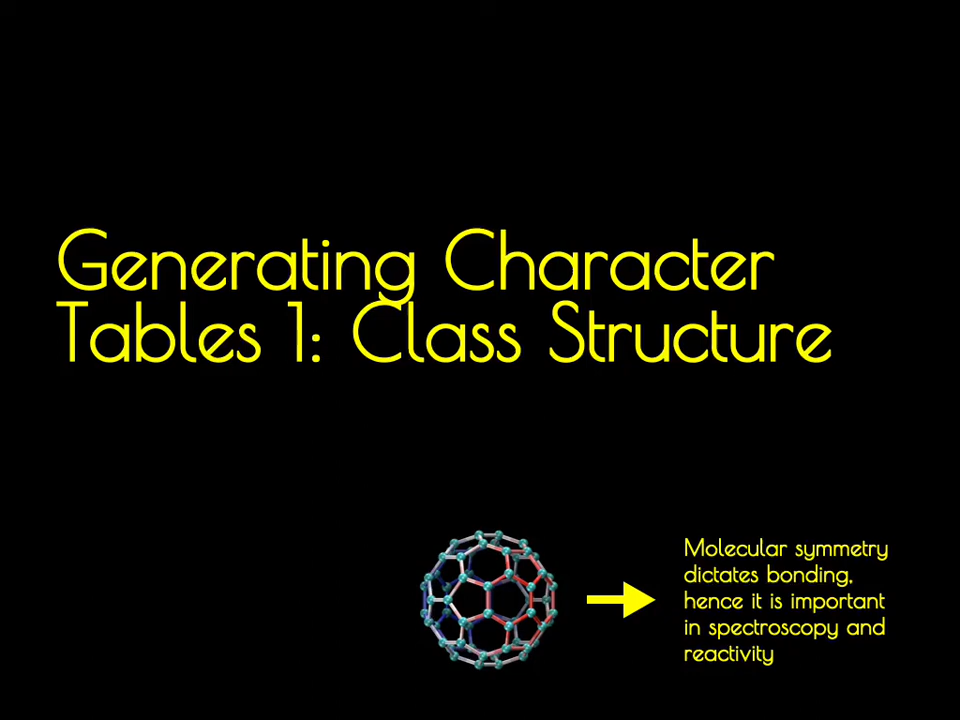 Generating Character
Tables 1: Class Structure
Molecular symmetry
dictates bonding,
hence it is important
in spectroscopy and
reactivity